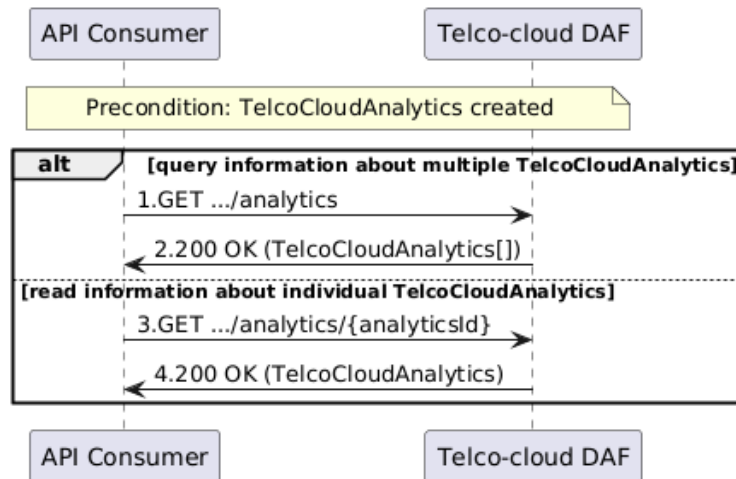 API Consumer Telco-cloud DAF
Precondition: TelcoCloudAnalytics created
alt [query information about multiple TelcoCloudAnalytics]
1.GET .../analytics
2.200 OK (TelcoCloudAnalytics[])
[read information about individual TelcoCloudAnalytics]
3.GET .../analytics/{analyticsId}
4.200 OK (TelcoCloudAnalytics)
API Consumer Telco-cloud DAF